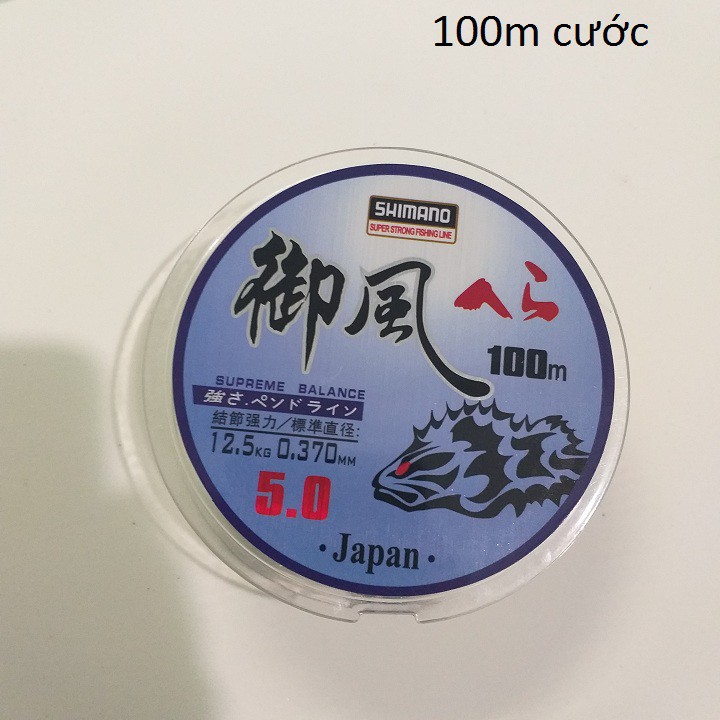 100m cước
SHIMANO
SUPER STRONG FISHING LINE
御風 へら
100m
SUPREME BALANCE
強さ.ペンドライン
結節强力/標準直径:
12.5KG 0.370MM
5.0
·Japan·